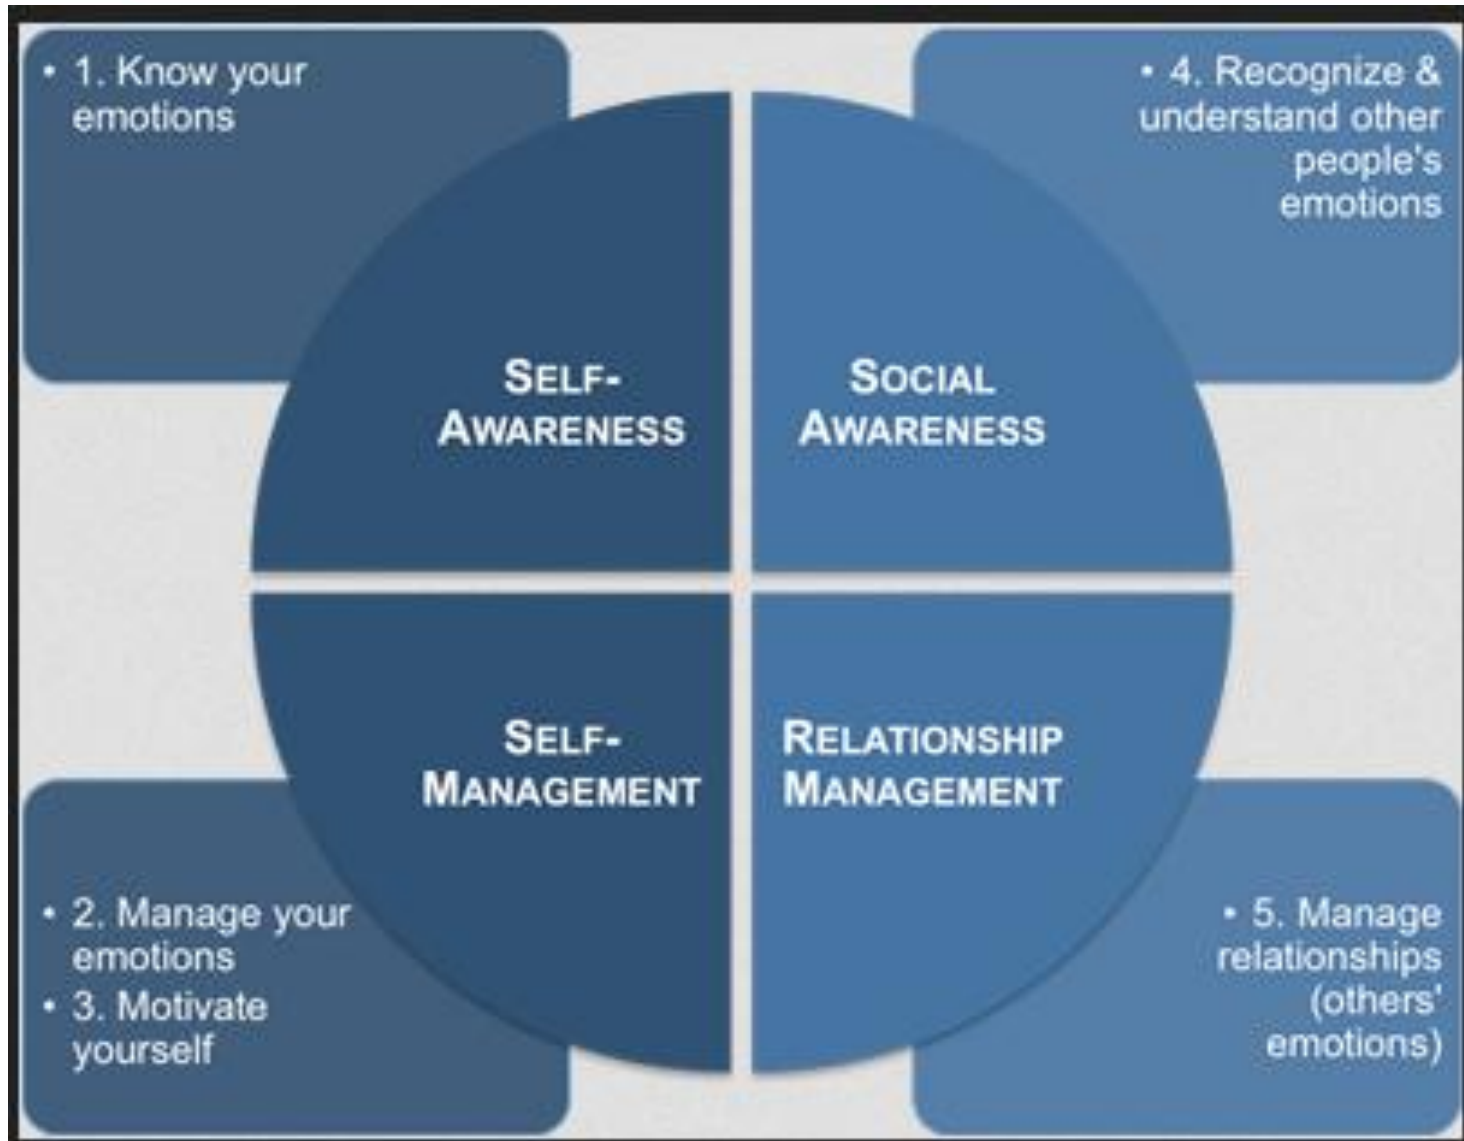 • 1. Know your
emotions
• 4. Recognize &
understand other
people's
emotions
SELF-
AWARENESS
SOCIAL
AWARENESS
SELF-
MANAGEMENT
RELATIONSHIP
MANAGEMENT
• 2. Manage your
emotions
• 3. Motivate
yourself
• 5. Manage
relationships
(others'
emotions)